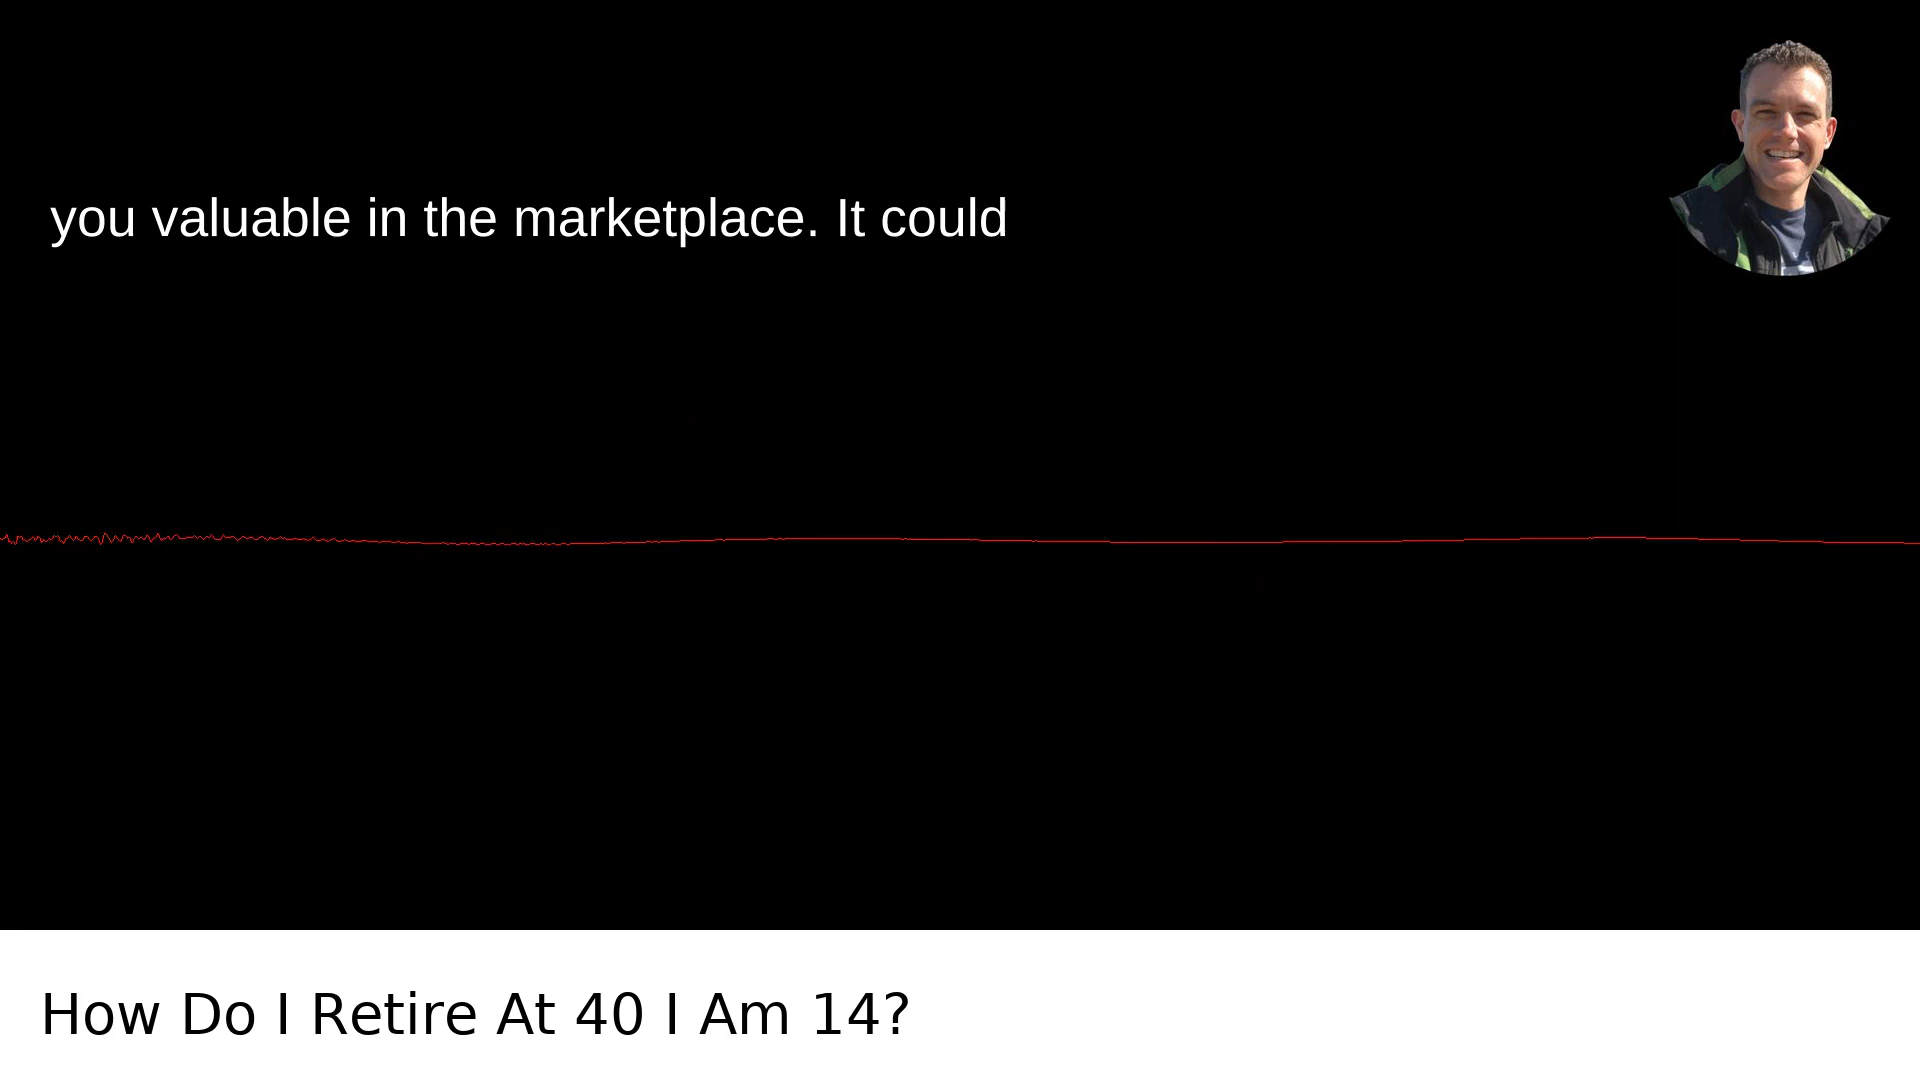 you valuable in the marketplace. It could
How Do I Retire At 40 I Am 14?